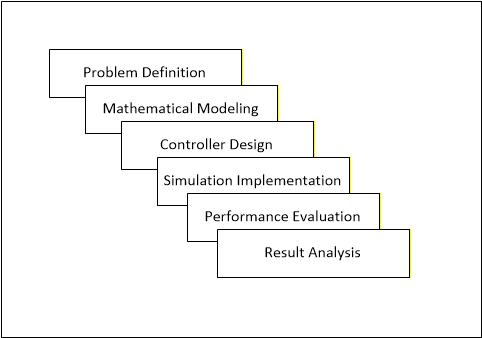 Problem Definition
Mathematical Modeling
Controller Design
Simulation Implementation
Performance Evaluation
Result Analysis